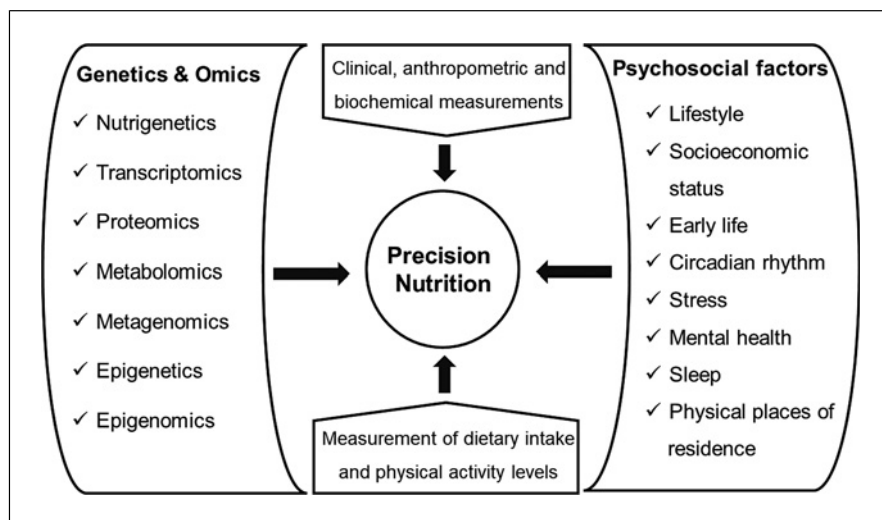 Genetics & Omics
✓ Nutrigenetics
✓ Transcriptomics
✓ Proteomics
✓ Metabolomics
✓ Metagenomics
✓ Epigenetics
✓ Epigenomics
Clinical, anthropometric and
biochemical measurements
Precision
Nutrition
Measurement of dietary intake
and physical activity levels
Psychosocial factors
✓ Lifestyle
✓ Socioeconomic
status
✓ Early life
✓ Circadian rhythm
✓ Stress
✓ Mental health
✓ Sleep
✓ Physical places of
residence